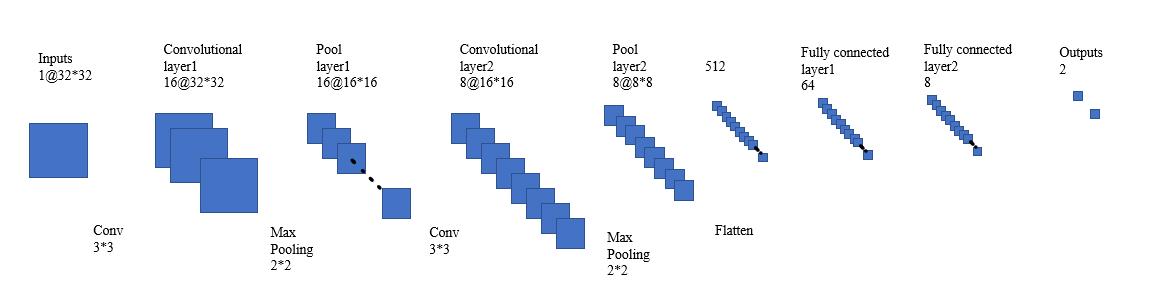 Inputs
1@32*32
Convolutional
layer1
16@32*32
Pool
layer1
16@16*16
Convolutional
layer2
8@16*16
Pool
layer2
8@8*8
512
Fully connected
layer1
64
Fully connected
layer2
8
Outputs
2
Conv
3*3
Max
Pooling
2*2
Conv
3*3
Max
Pooling
2*2
Flatten